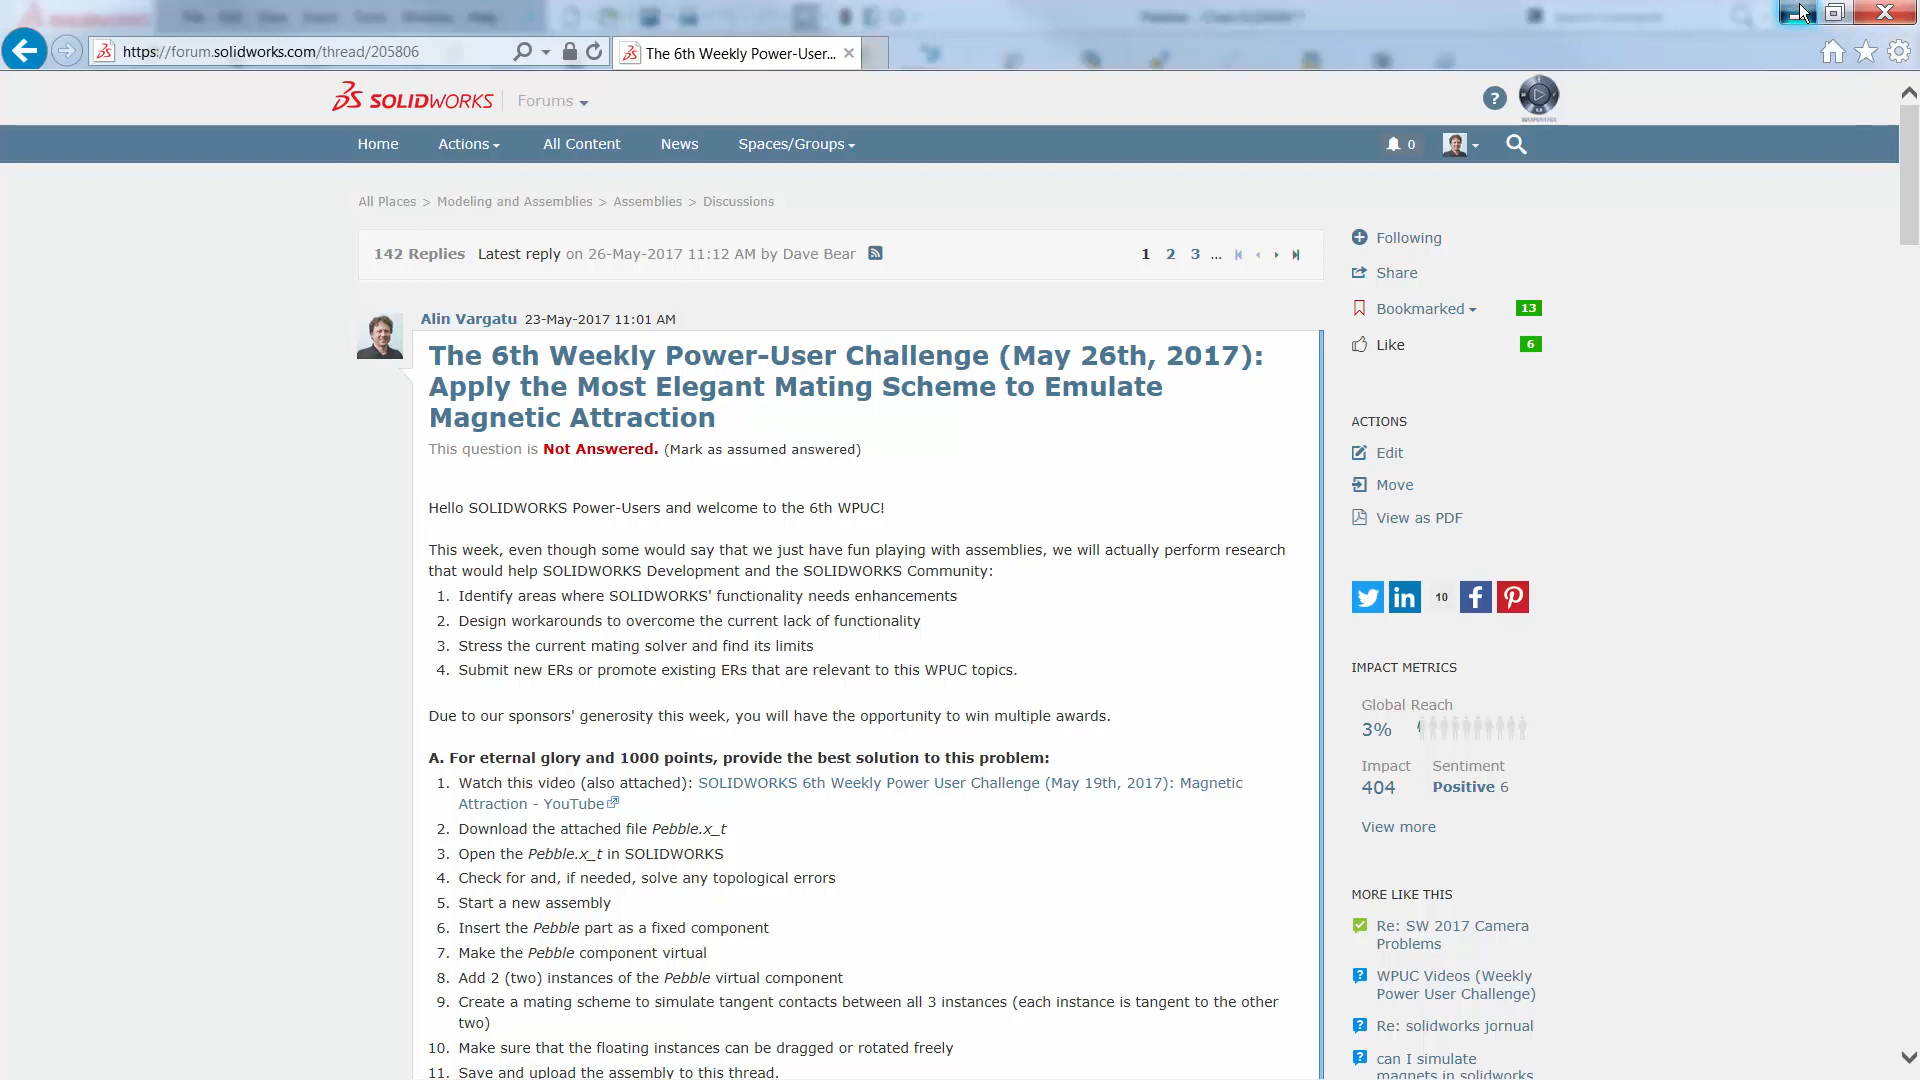 https://forum.solidworks.com/thread/205806
The 6th Weekly Power-User...
SOLIDWORKS
Forums
Home
Actions
All Content
News
Spaces/Groups
0
All Places > Modeling and Assemblies > Assemblies > Discussions
142 Replies Latest reply on 26-May-2017 11:12 AM by Dave Bear
1 2 3 ...
Alin Vargatu 23-May-2017 11:01 AM
The 6th Weekly Power-User Challenge (May 26th, 2017):
Apply the Most Elegant Mating Scheme to Emulate
Magnetic Attraction
This question is Not Answered. (Mark as assumed answered)
Hello SOLIDWORKS Power-Users and welcome to the 6th WPUC!
This week, even though some would say that we just have fun playing with assemblies, we will actually perform research
that would help SOLIDWORKS Development and the SOLIDWORKS Community:
1. Identify areas where SOLIDWORKS' functionality needs enhancements
2. Design workarounds to overcome the current lack of functionality
3. Stress the current mating solver and find its limits
4. Submit new ERs or promote existing ERs that are relevant to this WPUC topics.
Due to our sponsors' generosity this week, you will have the opportunity to win multiple awards.
A. For eternal glory and 1000 points, provide the best solution to this problem:
1. Watch this video (also attached): SOLIDWORKS 6th Weekly Power User Challenge (May 19th, 2017): Magnetic
Attraction - YouTube
2. Download the attached file Pebble.x_t
3. Open the Pebble.x_t in SOLIDWORKS
4. Check for and, if needed, solve any topological errors
5. Start a new assembly
6. Insert the Pebble part as a fixed component
7. Make the Pebble component virtual
8. Add 2 (two) instances of the Pebble virtual component
9. Create a mating scheme to simulate tangent contacts between all 3 instances (each instance is tangent to the other
two)
10. Make sure that the floating instances can be dragged or rotated freely
11. Save and upload the assembly to this thread.
Following
Share
Bookmarked 13
Like 6
ACTIONS
Edit
Move
View as PDF
10
IMPACT METRICS
Global Reach
3%
Impact Sentiment
404 Positive 6
View more
MORE LIKE THIS
Re: SW 2017 Camera
Problems
WPUC Videos (Weekly
Power User Challenge)
Re: solidworks jornual
can I simulate
magnets in solidworks